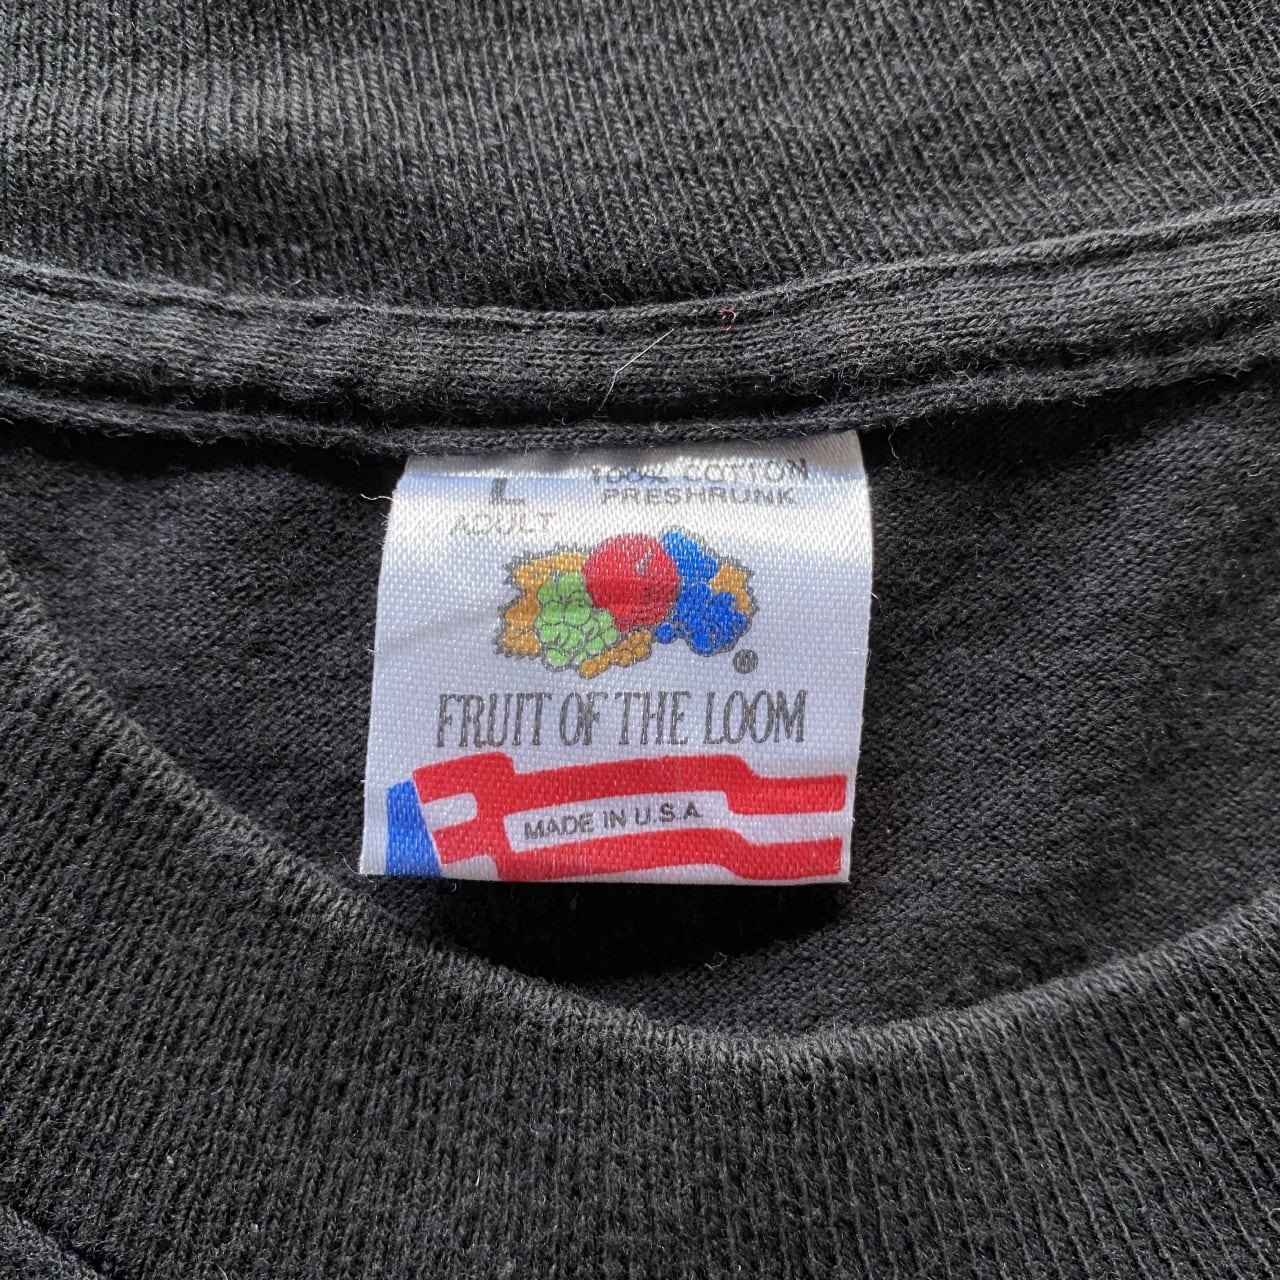 L
ADULT
100% COTTON
PRESHRUNK
®
FRUIT OF THE LOOM
MADE IN U.S.A.